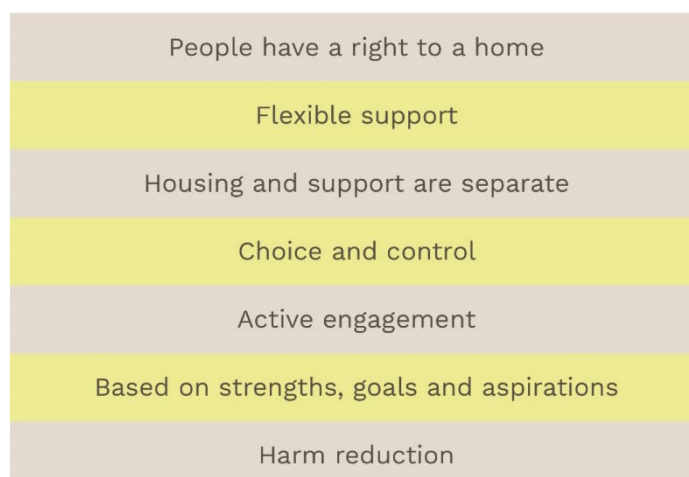 People have a right to a home
Flexible support
Housing and support are separate
Choice and control
Active engagement
Based on strengths, goals and aspirations
Harm reduction